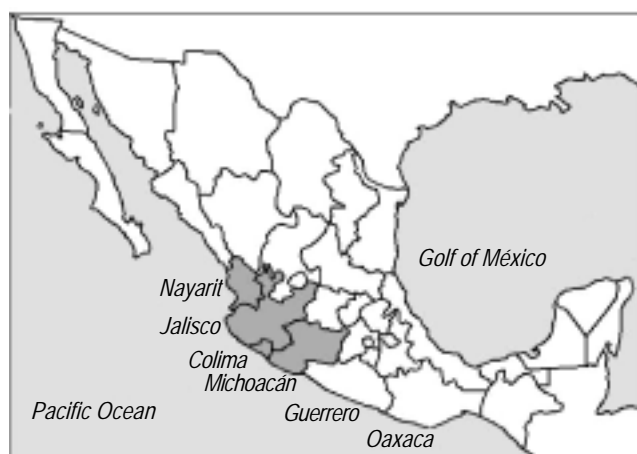 Golf of México
Nayarit
Jalisco
Colima
Michoacán
Pacific Ocean
Guerrero
Oaxaca